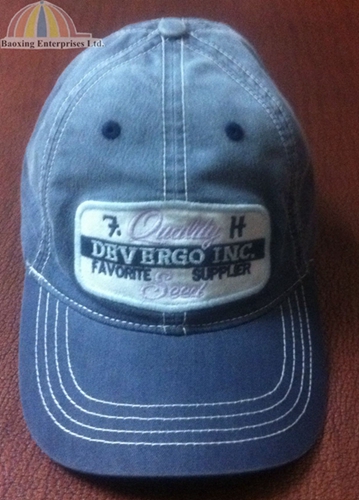 Baoxing Enterprises Ltd.
7. Quality H
DEVERGO INC.
FAVORITE SUPPLIER
Seed